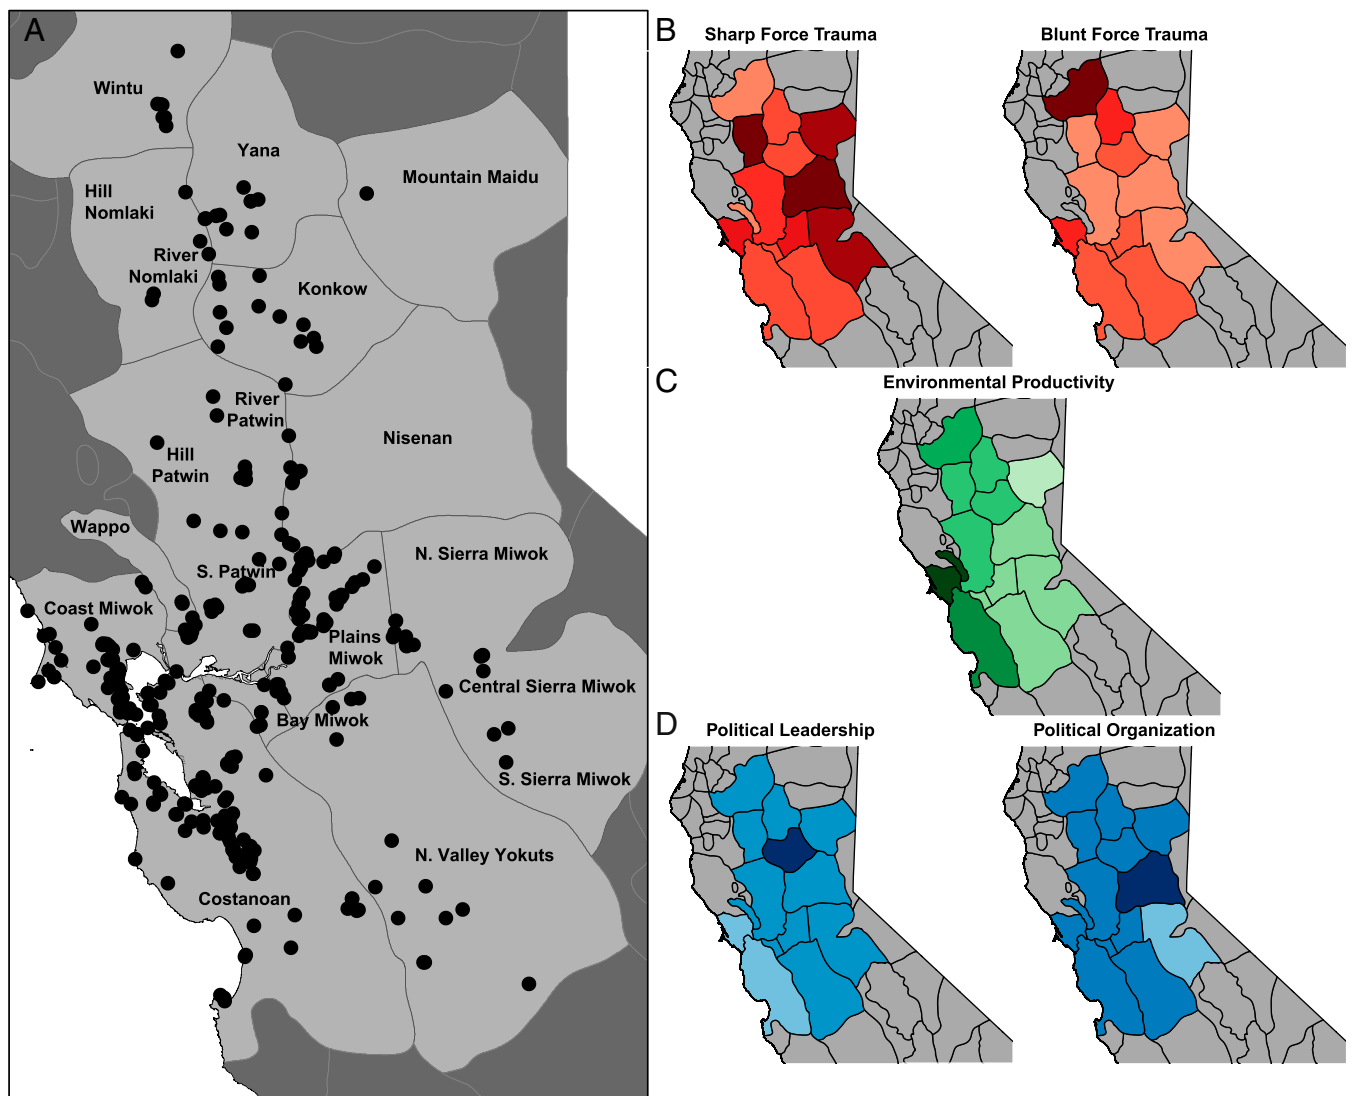 A
Wintu
Yana
Mountain Maidu
Hill
Nomlaki
River
Nomlaki
Konkow
River
Patwin
Nisenan
Hill
Patwin
Wappo
N. Sierra Miwok
S. Patwin
Coast Miwok
Plains
Miwok
Central Sierra Miwok
Bay Miwok
S. Sierra Miwok
N. Valley Yokuts
Costanoan
B
Sharp Force Trauma
Blunt Force Trauma
C
Environmental Productivity
D
Political Leadership
Political Organization